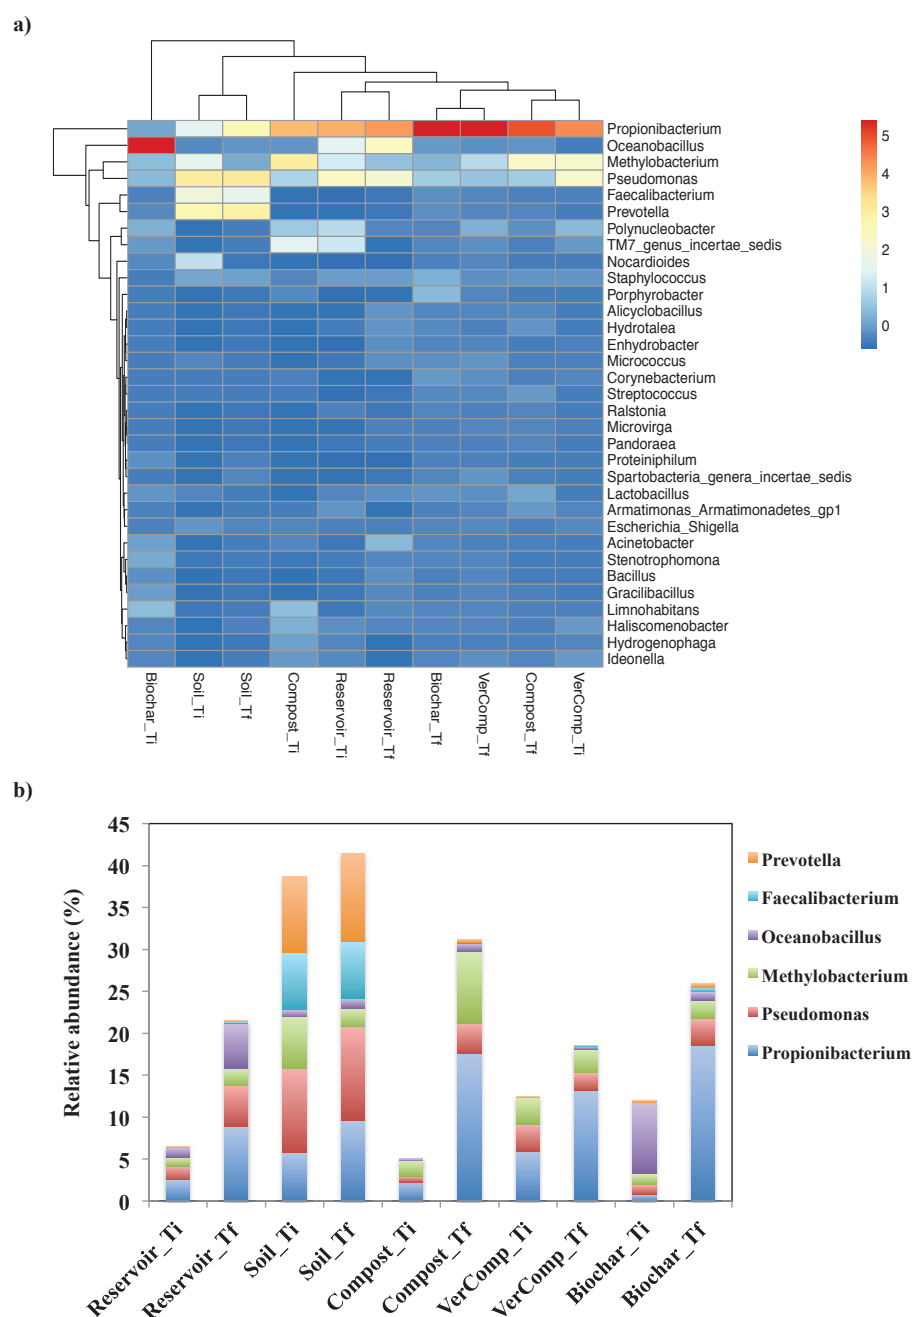 a)
Propionibacterium
Oceanobacillus
Methylobacterium
Pseudomonas
Faecalibacterium
Prevotella
Polynucleobacter
TM7_genus_incertae_sedis
Nocardioides
Staphylococcus
Porphyrobacter
Alicyclobacillus
Hydrotalea
Enhydrobacter
Micrococcus
Corynebacterium
Streptococcus
Ralstonia
Microvirga
Pandoraea
Proteiniphilum
Spartobacteria_genera_incertae_sedis
Lactobacillus
Armatimonas_Armatimonadetes_gp1
Escherichia_Shigella
Acinetobacter
Stenotrophomona
Bacillus
Gracilibacillus
Limnohabitans
Haliscomenobacter
Hydrogenophaga
Ideonella
5
4
3
2
1
0
Biochar_Ti
Soil_Ti
Soil_Tf
Compost_Ti
Reservoir_Ti
Reservoir_Tf
Biochar_Tf
VerComp_Tf
Compost_Tf
VerComp_Ti
b)
Relative abundance (%)
45
40
35
30
25
20
15
10
5
0
Reservoir_Ti
Reservoir_Tf
Soil_Ti
Soil_Tf
Compost_Ti
Compost_Tf
VerComp_Ti
VerComp_Tf
Biochar_Ti
Biochar_Tf
Prevotella
Faecalibacterium
Oceanobacillus
Methylobacterium
Pseudomonas
Propionibacterium